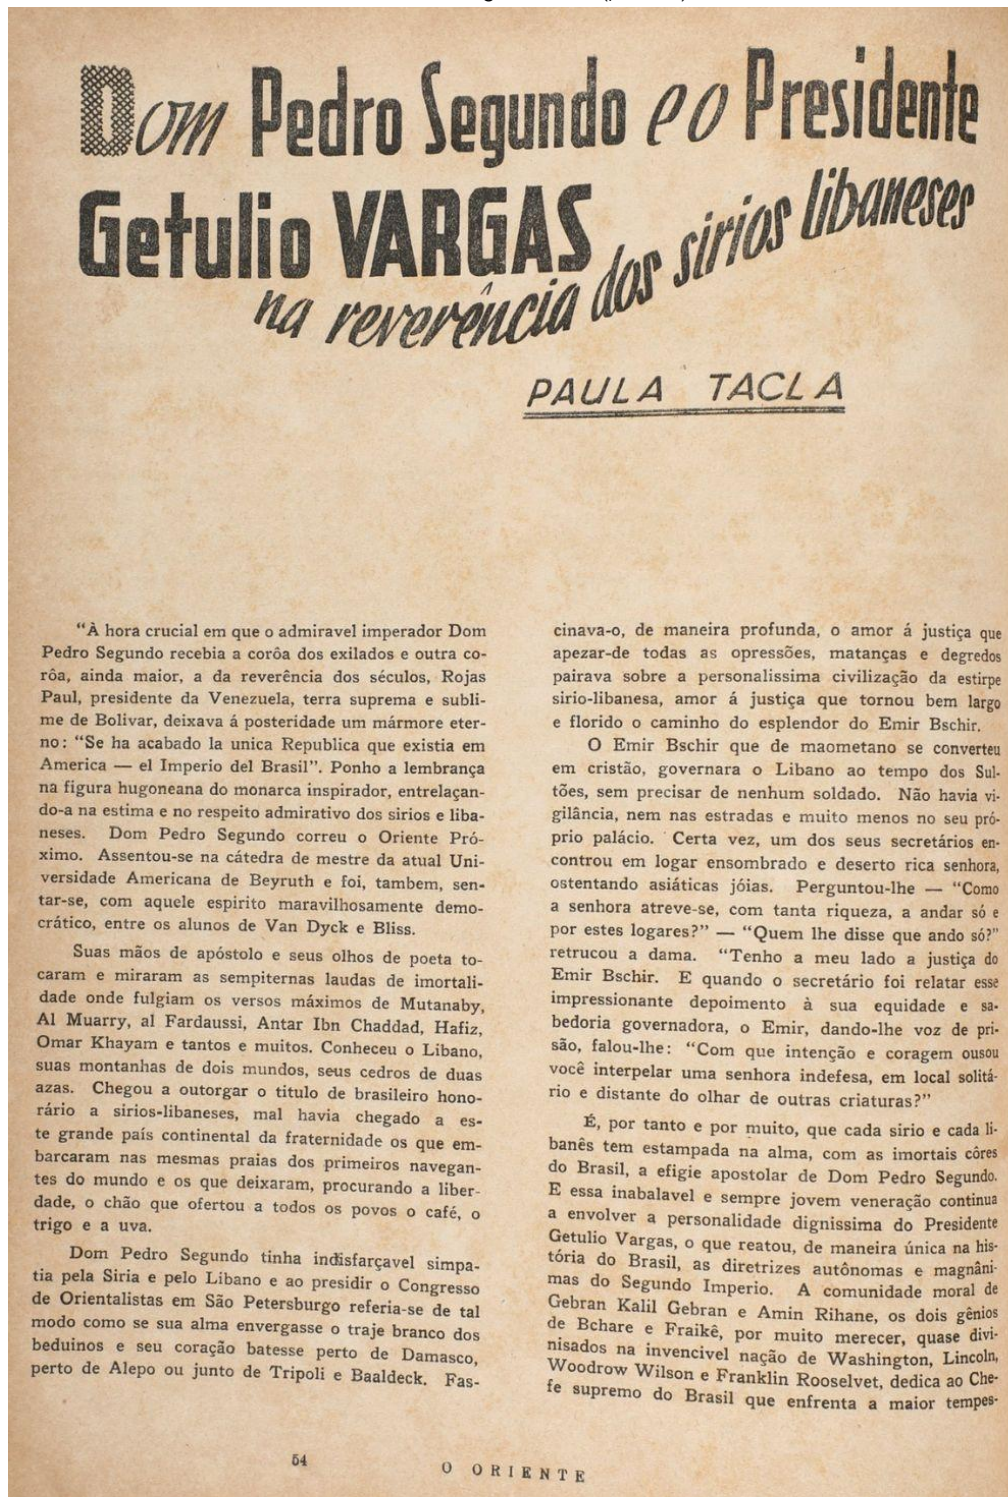 Dom Pedro Segundo e o Presidente
Getulio VARGAS
na reverência dos sirios libaneses
PAULA TACLA
"À hora crucial em que o admiravel imperador Dom
Pedro Segundo recebia a corôa dos exilados e outra co-
rôa, ainda maior, a da reverência dos séculos, Rojas
Paul, presidente da Venezuela, terra suprema e subli-
me de Bolivar, deixava á posteridade um mármore eter-
no: "Se ha acabado la unica Republica que existia em
America — el Imperio del Brasil". Ponho a lembrança
na figura hugoneana do monarca inspirador, entrelaçan-
do-a na estima e no respeito admirativo dos sirios e liba-
neses. Dom Pedro Segundo correu o Oriente Pró-
ximo. Assentou-se na cátedra de mestre da atual Uni-
versidade Americana de Beyruth e foi, tambem, sen-
tar-se, com aquele espirito maravilhosamente demo-
crático, entre os alunos de Van Dyck e Bliss.
Suas mãos de apóstolo e seus olhos de poeta to-
caram e miraram as sempiternas laudas de imortali-
dade onde fulgiam os versos máximos de Mutanaby,
Al Muarry, al Fardaussi, Antar Ibn Chaddad, Hafiz,
Omar Khayam e tantos e muitos. Conheceu o Libano,
suas montanhas de dois mundos, seus cedros de duas
azas. Chegou a outorgar o titulo de brasileiro hono-
rário a sirios-libaneses, mal havia chegado a es-
te grande país continental da fraternidade os que em-
barcaram nas mesmas praias dos primeiros navegan-
tes do mundo e os que deixaram, procurando a liber-
dade, o chão que ofertou a todos os povos o café, o
trigo e a uva.
Dom Pedro Segundo tinha indisfarçavel simpa-
tia pela Siria e pelo Libano e ao presidir o Congresso
de Orientalistas em São Petersburgo referia-se de tal
modo como se sua alma envergasse o traje branco dos
beduinos e seu coração batesse perto de Damasco,
perto de Alepo ou junto de Tripoli e Baaldeck. Fas-
cinava-o, de maneira profunda, o amor á justiça que
apezar-de todas as opressões, matanças e degredos
pairava sobre a personalissima civilização da estirpe
sirio-libanesa, amor á justiça que tornou bem largo
e florido o caminho do esplendor do Emir Bschir.
O Emir Bschir que de maometano se converteu
em cristão, governara o Libano ao tempo dos Sul-
tões, sem precisar de nenhum soldado. Não havia vi-
gilância, nem nas estradas e muito menos no seu pró-
prio palácio. Certa vez, um dos seus secretários en-
controu em logar ensombrado e deserto rica senhora,
ostentando asiáticas jóias. Perguntou-lhe — "Como
a senhora atreve-se, com tanta riqueza, a andar só e
por estes logares?" — "Quem lhe disse que ando só?"
retrucou a dama. "Tenho a meu lado a justiça do
Emir Bschir. E quando o secretário foi relatar esse
impressionante depoimento à sua equidade e sa-
bedoria governadora, o Emir, dando-lhe voz de pri-
são, falou-lhe: "Com que intenção e coragem ousou
você interpelar uma senhora indefesa, em local solitá-
rio e distante do olhar de outras criaturas?"
É, por tanto e por muito, que cada sirio e cada li-
banês tem estampada na alma, com as imortais côres
do Brasil, a efigie apostolar de Dom Pedro Segundo.
E essa inabalavel e sempre jovem veneração continua
a envolver a personalidade dignissima do Presidente
Getulio Vargas, o que reatou, de maneira única na his-
tória do Brasil, as diretrizes autônomas e magnâni-
mas do Segundo Imperio. A comunidade moral de
Gebran Kalil Gebran e Amin Rihane, os dois gênios
de Bchare e Fraikê, por muito merecer, quase divi-
nisados na invencivel nação de Washington, Lincoln,
Woodrow Wilson e Franklin Rooselvet, dedica ao Che-
fe supremo do Brasil que enfrenta a maior tempes-
54
O ORIENTE